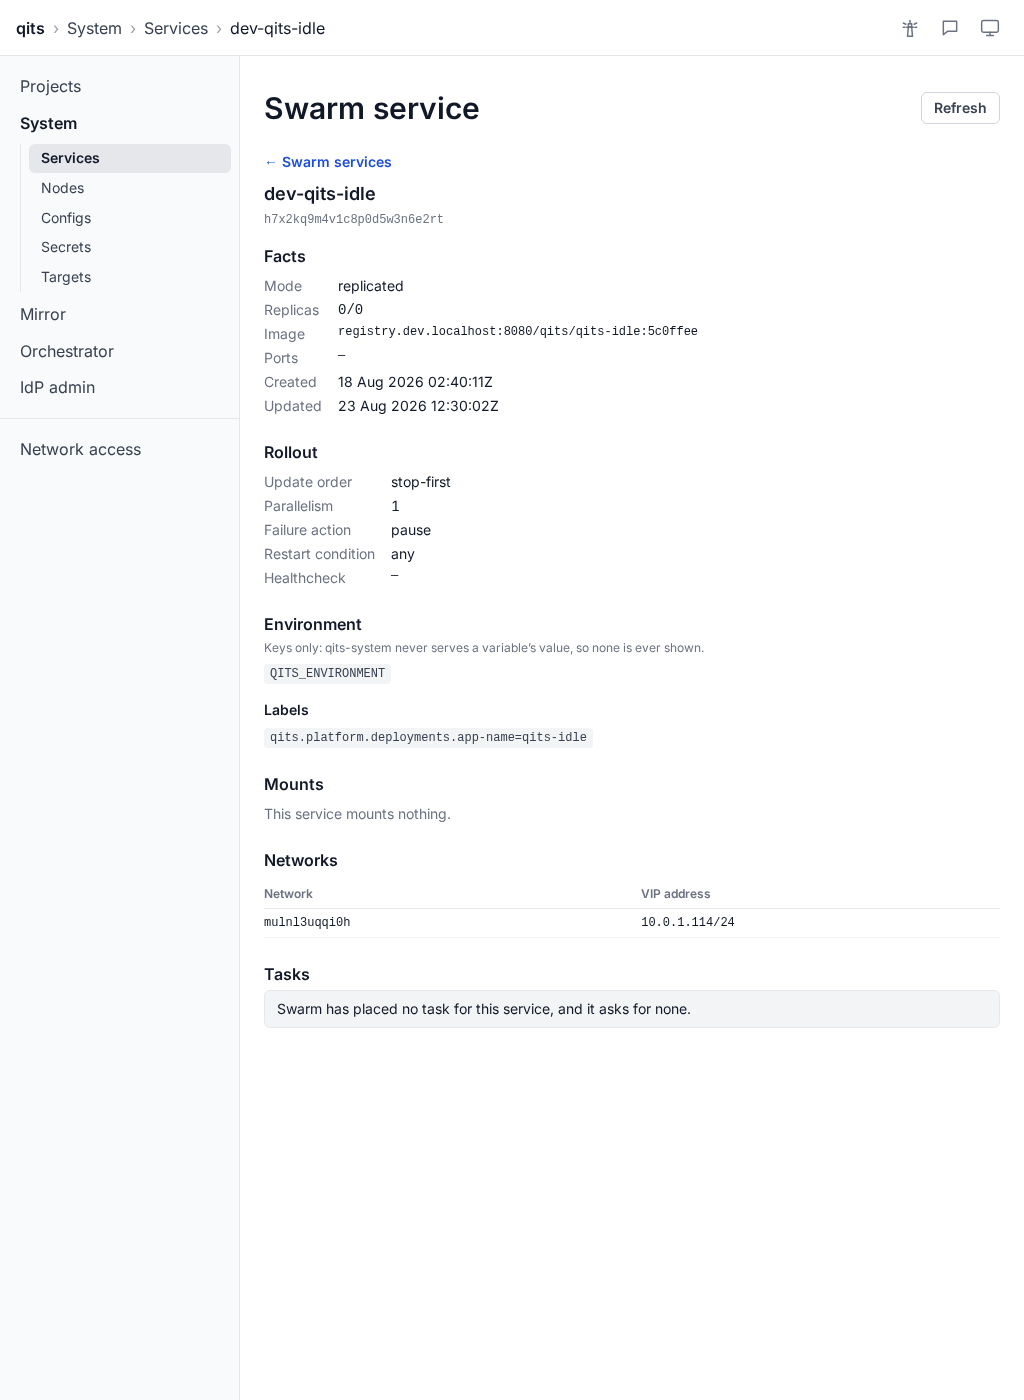 qits › System › Services › dev-qits-idle
Projects
System
Services
Nodes
Configs
Secrets
Targets
Mirror
Orchestrator
IdP admin
Network access
Swarm service
Refresh
← Swarm services
dev-qits-idle
h7x2kq9m4v1c8p0d5w3n6e2rt
Facts
Mode replicated
Replicas 0/0
Image registry.dev.localhost:8080/qits/qits-idle:5c0ffee
Ports —
Created 18 Aug 2026 02:40:11Z
Updated 23 Aug 2026 12:30:02Z
Rollout
Update order stop-first
Parallelism 1
Failure action pause
Restart condition any
Healthcheck —
Environment
Keys only: qits-system never serves a variable’s value, so none is ever shown.
QITS_ENVIRONMENT
Labels
qits.platform.deployments.app-name=qits-idle
Mounts
This service mounts nothing.
Networks
Network VIP address
mulnl3uqqi0h 10.0.1.114/24
Tasks
Swarm has placed no task for this service, and it asks for none.